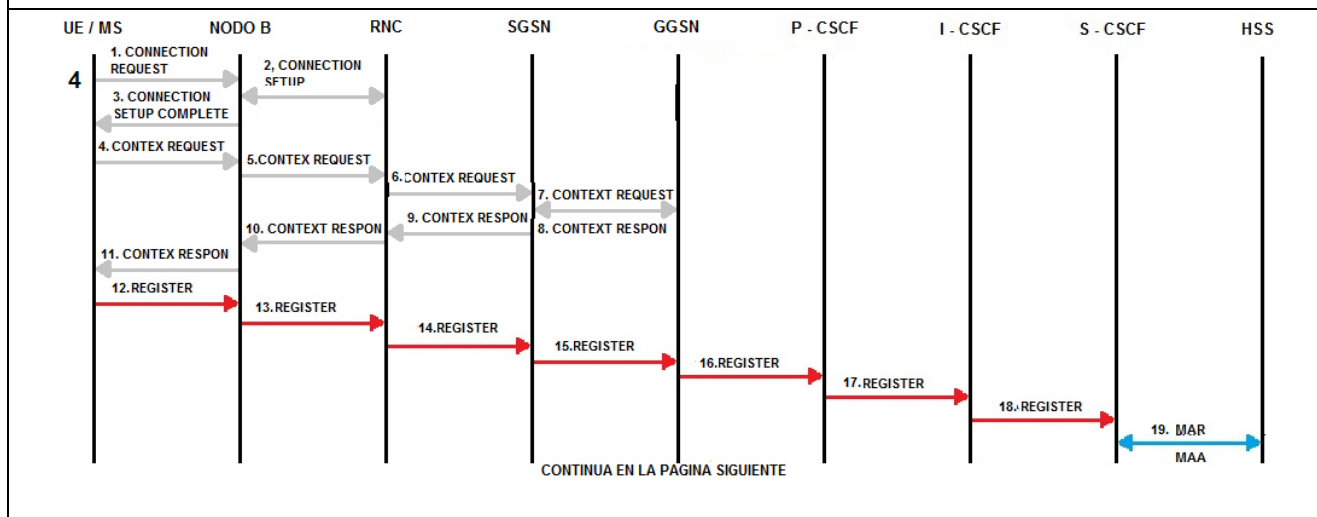 UE / MS NODO B RNC SGSN GGSN P - CSCF I - CSCF S - CSCF HSS
1. CONNECTION
REQUEST
2, CONNECTION
SETUP
4
3. CONNECTION
SETUP COMPLETE
4. CONTEX REQUEST
5.CONTEX REQUEST
6.CONTEX REQUEST
7. CONTEXT REQUEST
8. CONTEXT RESPON
9. CONTEX RESPON
10. CONTEXT RESPON
11. CONTEX RESPON
12.REGISTER
13.REGISTER
14.REGISTER
15.REGISTER
16.REGISTER
17.REGISTER
18.REGISTER
19. MAR
MAA
CONTINUA EN LA PAGINA SIGUIENTE